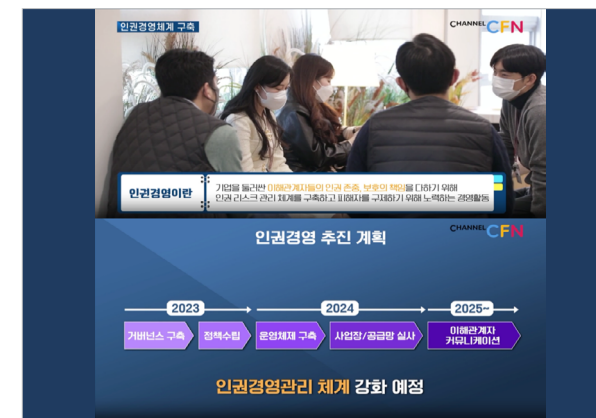 인권경영체계 구축
CHANNEL CFN
인권경영이란
기업을 둘러싼 이해관계자들의 인권 존중, 보호의 책임을 다하기 위해
인권 리스크 관리 체계를 구축하고 피해자를 구제하기 위해 노력하는 경영활동
인권경영 추진 계획
CHANNEL CFN
2023
2024
2025~
거버넌스 구축
정책수립
운영체제 구축
사업장/공급망 실사
이해관계자
커뮤니케이션
인권경영관리 체계 강화 예정